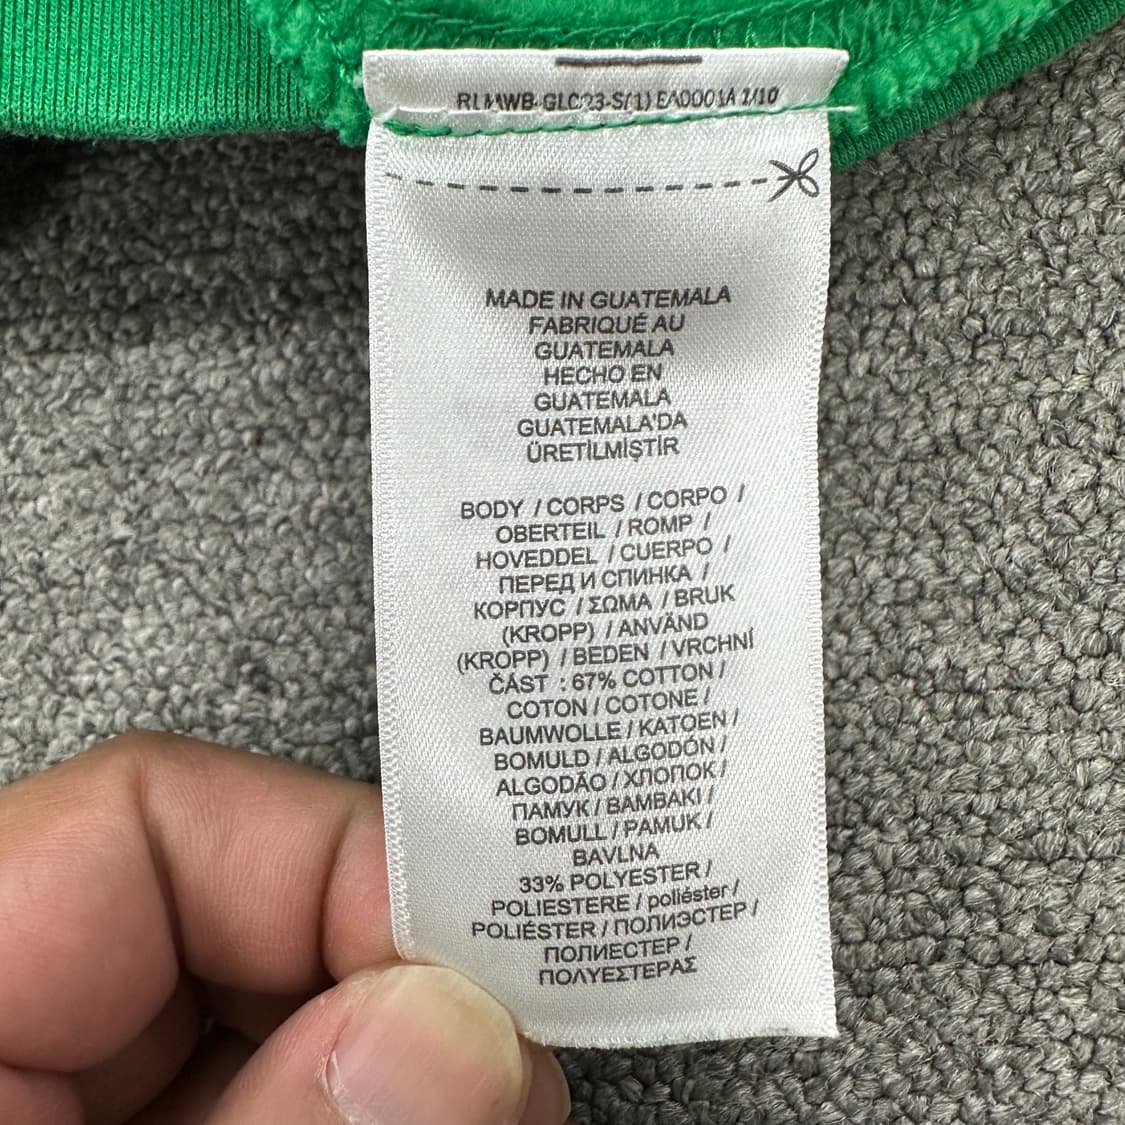 RLMWB-GLC23-S(1) EA0001A 1/10
MADE IN GUATEMALA
FABRIQUÉ AU
GUATEMALA
HECHO EN
GUATEMALA
GUATEMALA'DA
ÜRETİLMİŞTİR
BODY / CORPS / CORPO /
OBERTEIL / ROMP /
HOVEDDEL / CUERPO /
ПЕРЕД И СПИНКА /
КОРПУС / ΣΩΜΑ / BRUK
(KROPP) / ANVÄND
(KROPP) / BEDEN / VRCHNÍ
ČÁST : 67% COTTON /
COTON / COTONE /
BAUMWOLLE / KATOEN /
BOMULD / ALGODÓN /
ALGODÃO / ХЛОПОК /
ПАМУК / BAMBAKI /
BOMULL / PAMUK /
BAVLNA
33% POLYESTER /
POLIESTERE / poliéster /
POLIÉSTER / ПОЛИЭСТЕР /
ПОЛИЕСТЕР /
ΠΟΛΥΕΣΤΕΡΑΣ